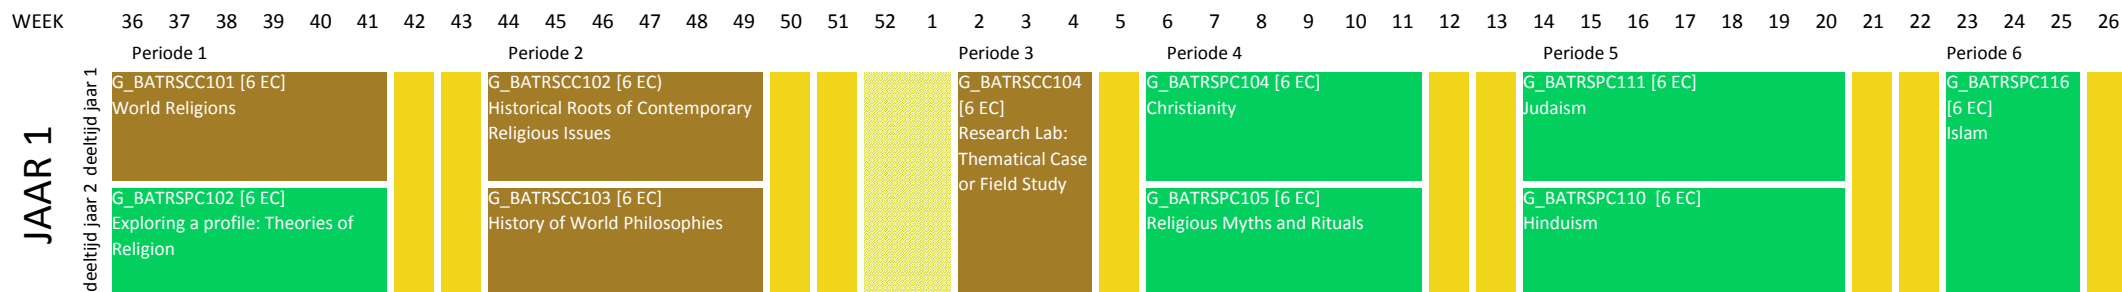 WEEK 36 37 38 39 40 41 42 43 44 45 46 47 48 49 50 51 52 1 2 3 4 5 6 7 8 9 10 11 12 13 14 15 16 17 18 19 20 21 22 23 24 25 26
Periode 1 Periode 2 Periode 3 Periode 4 Periode 5 Periode 6
JAAR 1
deeltijd jaar 1
G_BATRSCC101 [6 EC]
World Religions
G_BATRSCC102 [6 EC)
Historical Roots of Contemporary
Religious Issues
G_BATRSCC104
[6 EC]
Research Lab:
Thematical Case
or Field Study
G_BATRSPC104 [6 EC]
Christianity
G_BATRSPC111 [6 EC]
Judaism
G_BATRSPC116
[6 EC]
Islam
deeltijd jaar 2
G_BATRSPC102 [6 EC]
Exploring a profile: Theories of
Religion
G_BATRSCC103 [6 EC]
History of World Philosophies
G_BATRSPC105 [6 EC]
Religious Myths and Rituals
G_BATRSPC110 [6 EC]
Hinduism